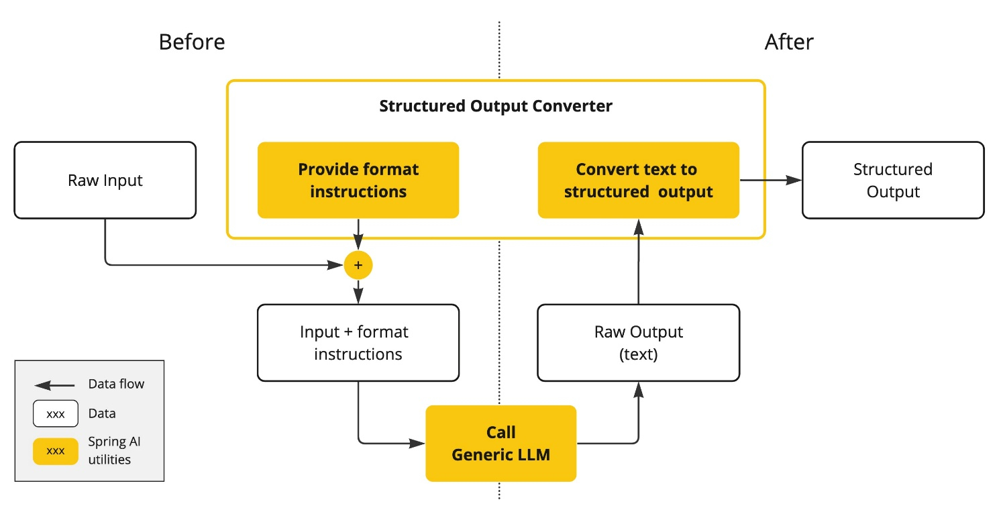 Before
After
Structured Output Converter
Raw Input
Provide format
instructions
Convert text to
structured  output
Structured
Output
+
Input + format
instructions
Raw Output
(text)
Call
Generic LLM
Data flow
xxx
Data
xxx
Spring AI
utilities